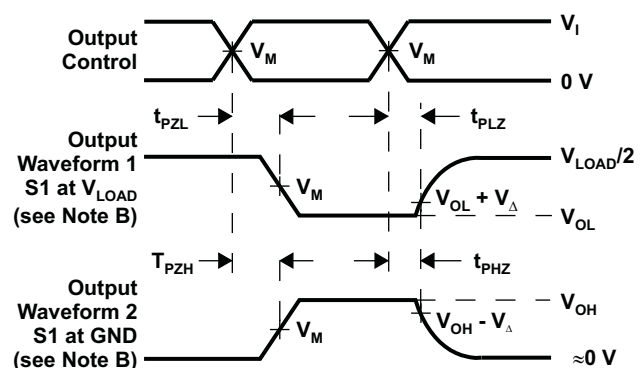 Output
Control
V_M
V_M
V_I
0 V
t_PZL
t_PLZ
Output
Waveform 1
S1 at V_LOAD
(see Note B)
V_M
V_OL + V_Δ
V_LOAD/2
V_OL
T_PZH
t_PHZ
Output
Waveform 2
S1 at GND
(see Note B)
V_M
V_OH - V_Δ
V_OH
≈0 V